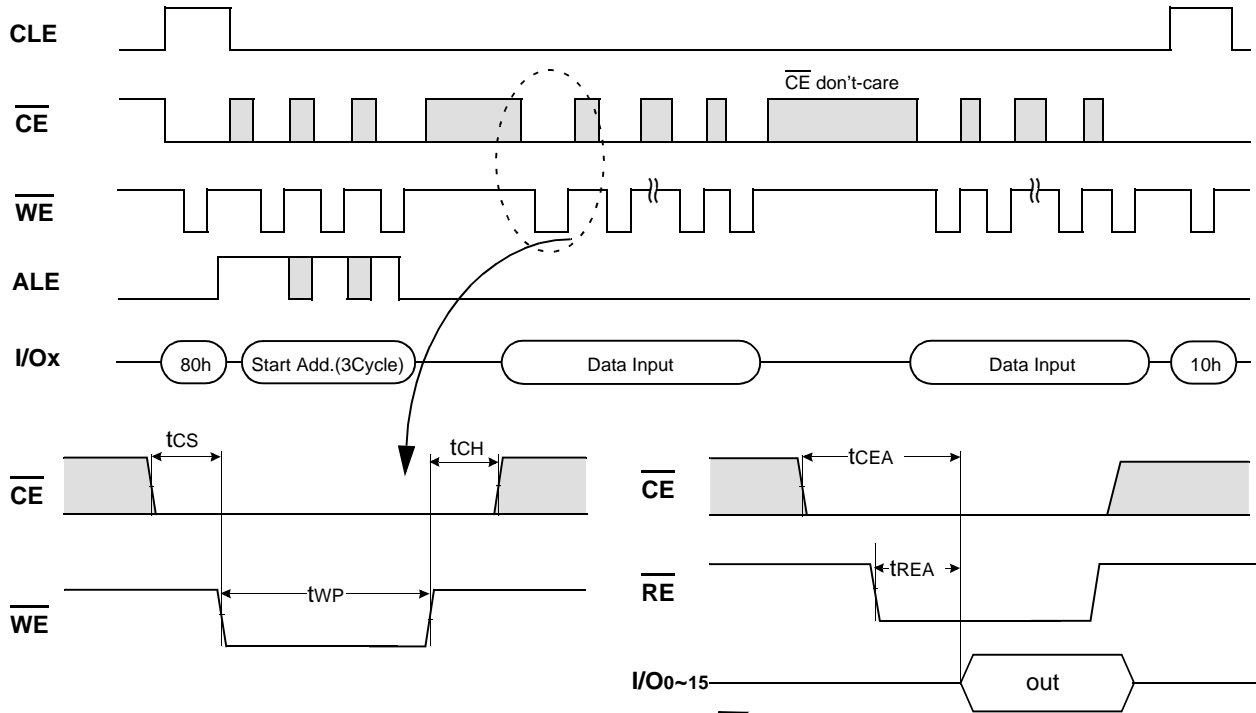 CLE
CE
CE don't-care
WE
ALE
I/Ox
80h
Start Add.(3Cycle)
Data Input
Data Input
10h
tCS
tCH
CE
tWP
WE
tCEA
CE
tREA
RE
I/O0~15
out